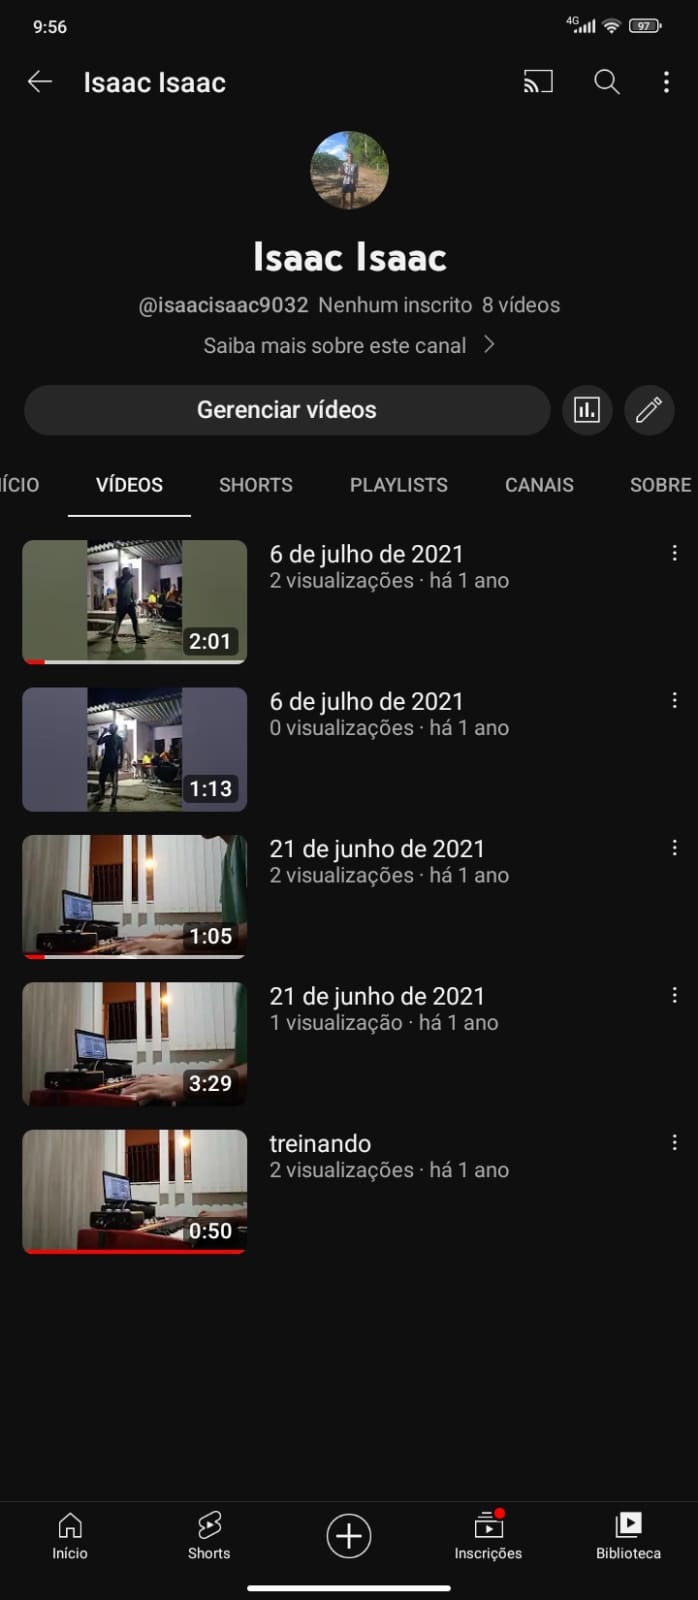 9:56
4G
97
Isaac Isaac
Isaac Isaac
@isaacisaac9032 Nenhum inscrito 8 vídeos
Saiba mais sobre este canal
Gerenciar vídeos
ÍCIO VÍDEOS SHORTS PLAYLISTS CANAIS SOBRE
6 de julho de 2021
2 visualizações · há 1 ano
2:01
6 de julho de 2021
0 visualizações · há 1 ano
1:13
21 de junho de 2021
2 visualizações · há 1 ano
1:05
21 de junho de 2021
1 visualização · há 1 ano
3:29
treinando
2 visualizações · há 1 ano
0:50
Início Shorts Inscrições Biblioteca